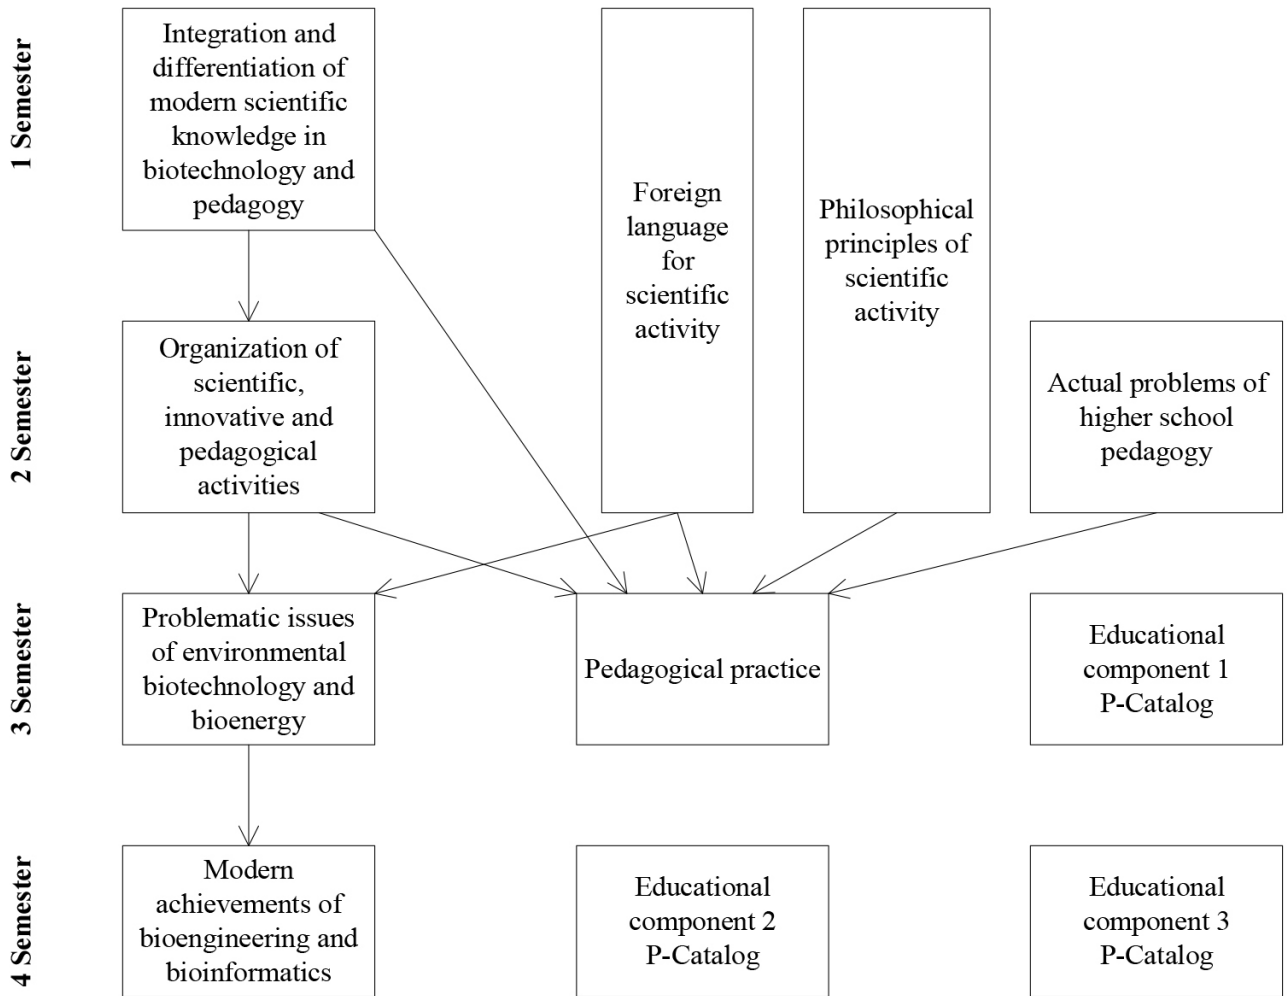 1 Semester
Integration and
differentiation of
modern scientific
knowledge in
biotechnology and
pedagogy
Foreign
language
for
scientific
activity
Philosophical
principles of
scientific
activity
2 Semester
Organization of
scientific,
innovative and
pedagogical
activities
Actual problems of
higher school
pedagogy
3 Semester
Problematic issues
of environmental
biotechnology and
bioenergy
Pedagogical practice
Educational
component 1
P-Catalog
4 Semester
Modern
achievements of
bioengineering and
bioinformatics
Educational
component 2
P-Catalog
Educational
component 3
P-Catalog